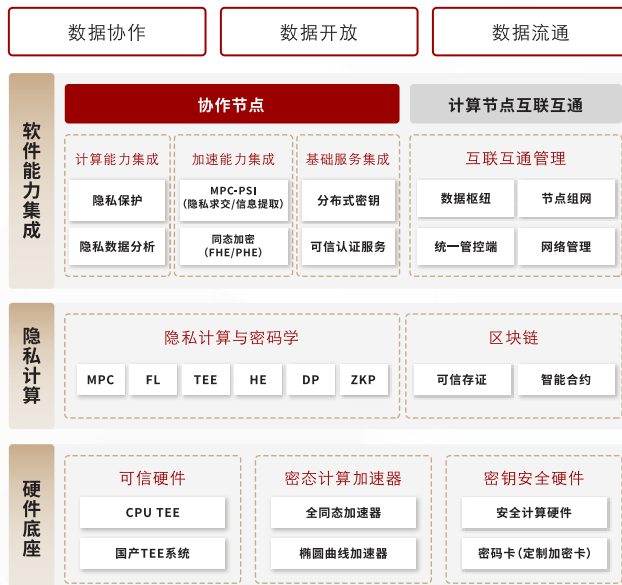 数据协作
数据开放
数据流通
软件能力集成
协作节点
计算节点互联互通
计算能力集成
隐私保护
隐私数据分析
加速能力集成
MPC-PSI
(隐私求交/信息提取)
同态加密
(FHE/PHE)
基础服务集成
分布式密钥
可信认证服务
互联互通管理
数据枢纽
节点组网
统一管控端
网络管理
隐私计算
隐私计算与密码学
MPC
FL
TEE
HE
DP
ZKP
区块链
可信存证
智能合约
硬件底座
可信硬件
CPU TEE
国产TEE系统
密态计算加速器
全同态加速器
椭圆曲线加速器
密钥安全硬件
安全计算硬件
密码卡(定制加密卡)